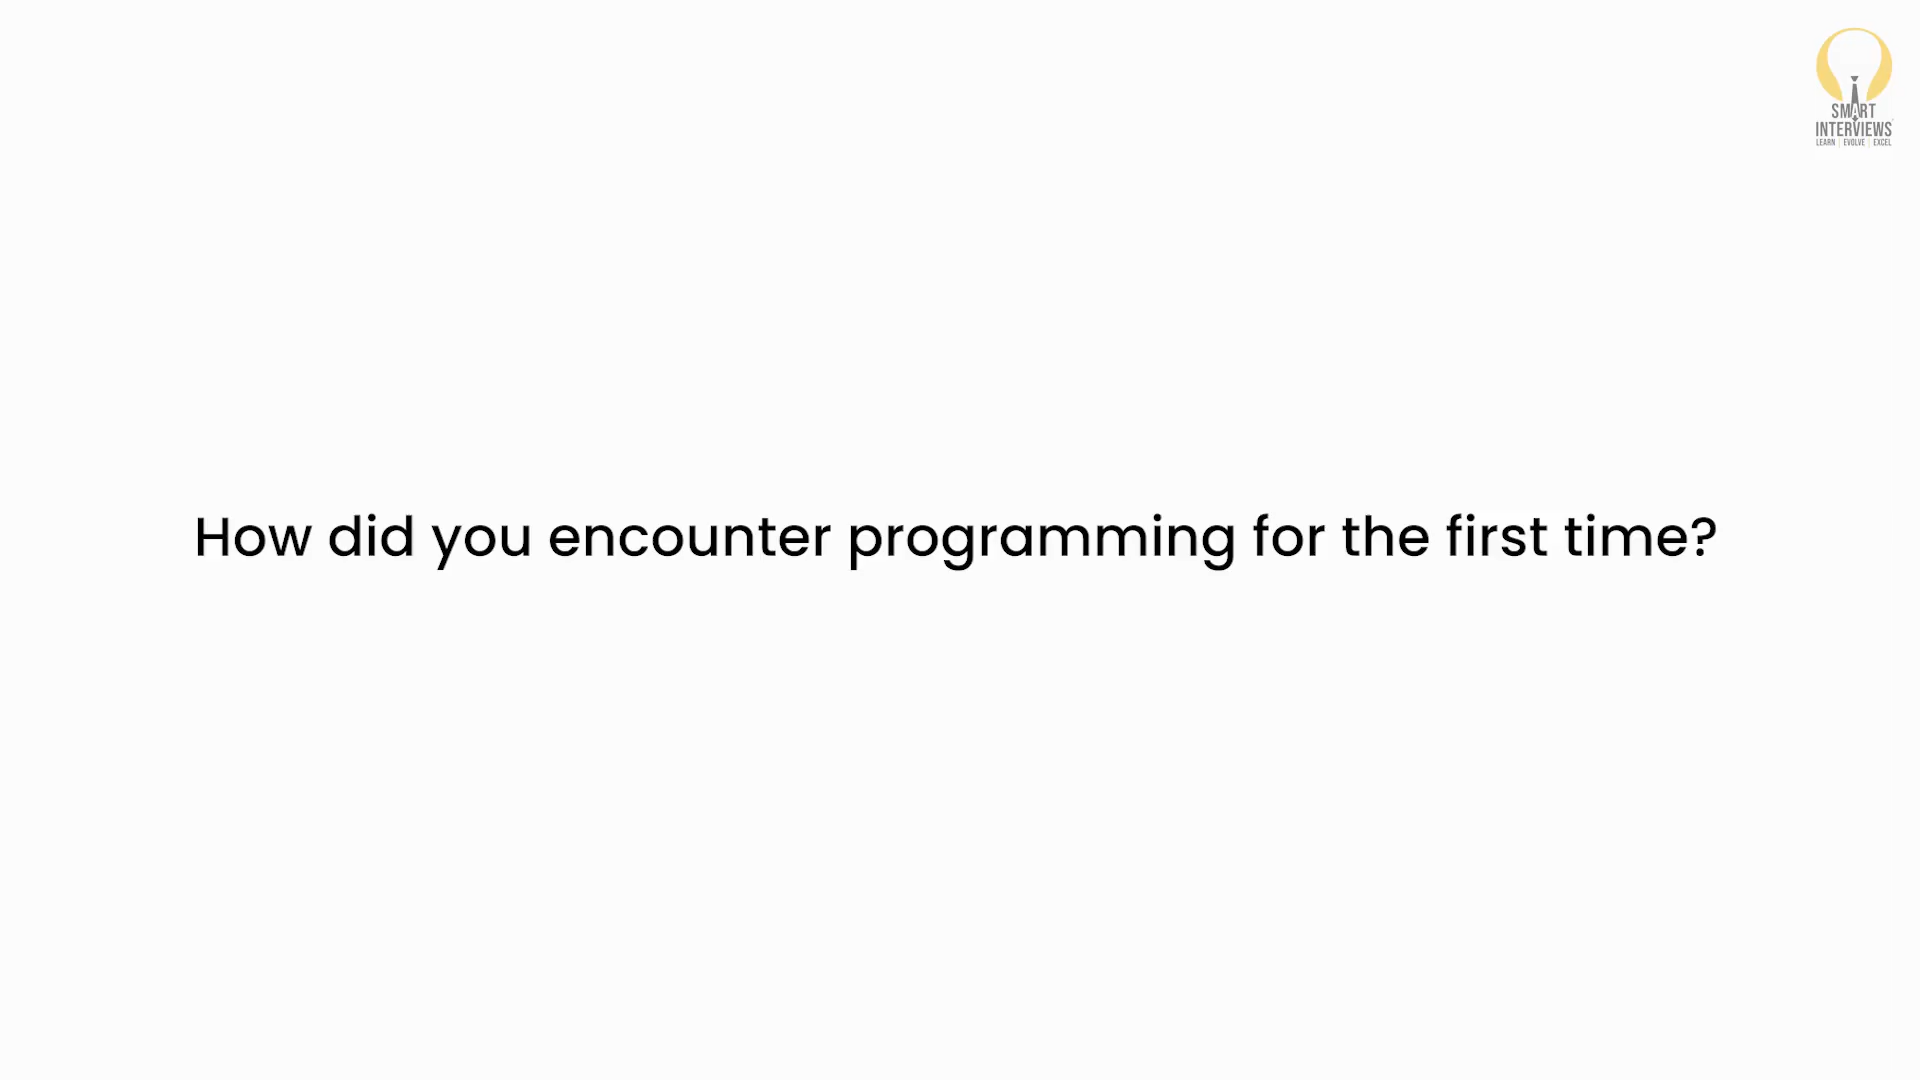 SMART
INTERVIEWS
LEARN | EVOLVE | EXCEL
How did you encounter programming for the first time?